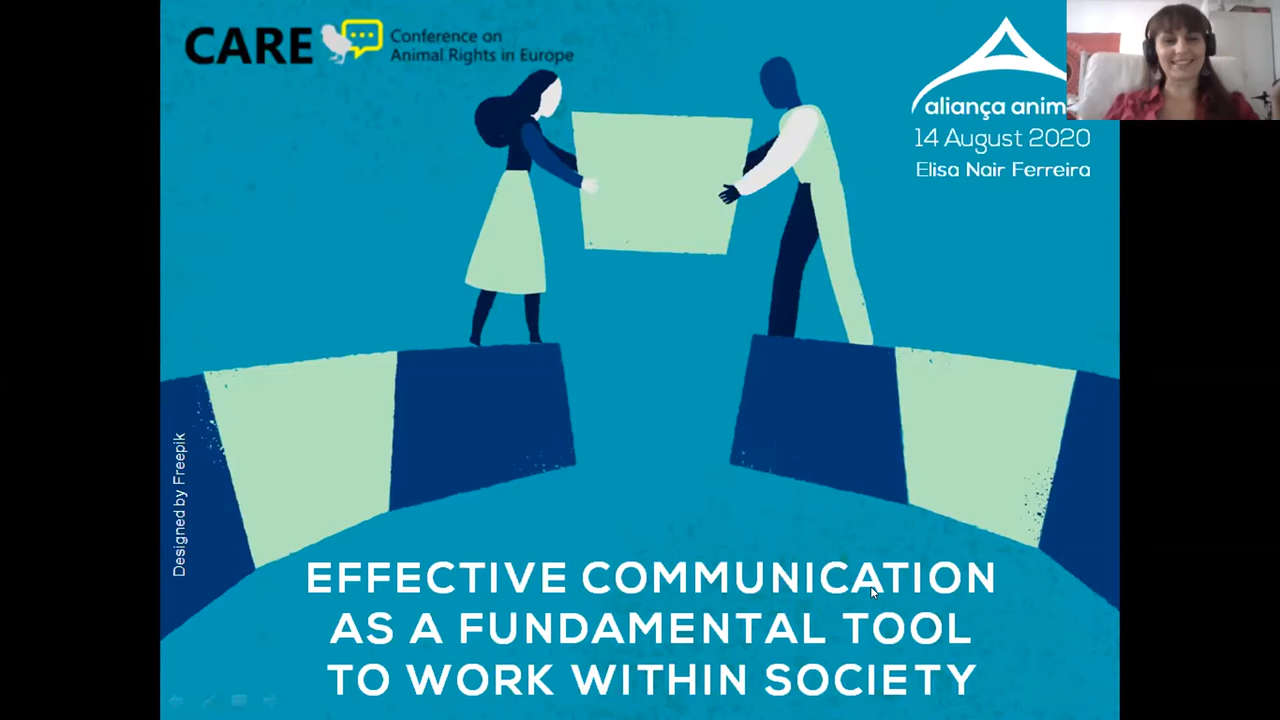 CARE
Conference on
Animal Rights in Europe
aliança
14 August 2020
Elisa Nair Ferreira
Designed by Freepik
EFFECTIVE COMMUNICATION
AS A FUNDAMENTAL TOOL
TO WORK WITHIN SOCIETY